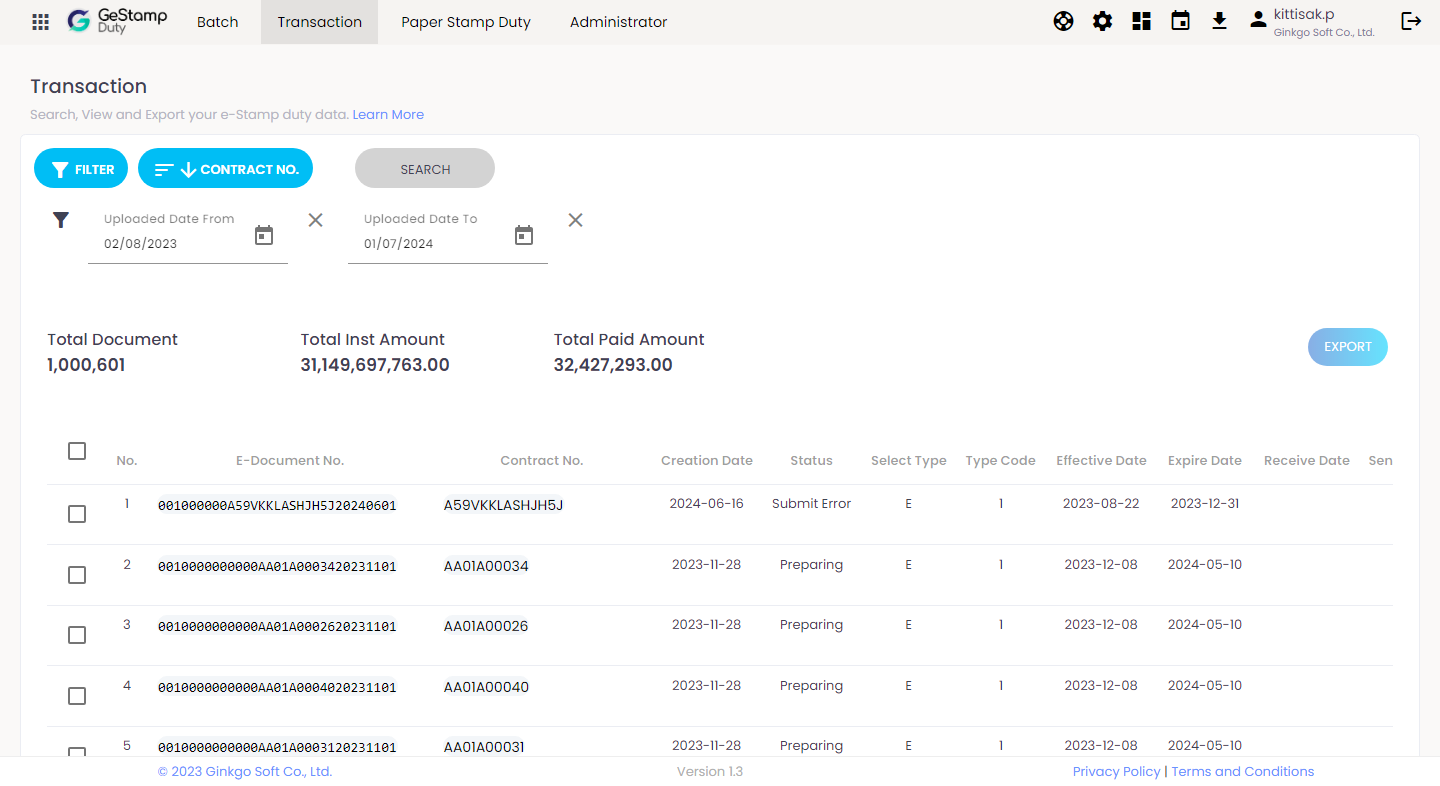 GeStamp
Duty
Batch
Transaction
Paper Stamp Duty
Administrator
kittisak.p
Ginkgo Soft Co., Ltd.
Transaction
Search, View and Export your e-Stamp duty data. Learn More
FILTER
CONTRACT NO.
SEARCH
Uploaded Date From
02/08/2023
Uploaded Date To
01/07/2024
Total Document
1,000,601
Total Inst Amount
31,149,697,763.00
Total Paid Amount
32,427,293.00
EXPORT
No. E-Document No. Contract No. Creation Date Status Select Type Type Code Effective Date Expire Date Receive Date Sen
1 001000000A59VKKLASHJH5J20240601 A59VKKLASHJH5J 2024-06-16 Submit Error E 1 2023-08-22 2023-12-31
2 0010000000000AA01A0003420231101 AA01A00034 2023-11-28 Preparing E 1 2023-12-08 2024-05-10
3 0010000000000AA01A0002620231101 AA01A00026 2023-11-28 Preparing E 1 2023-12-08 2024-05-10
4 0010000000000AA01A0004020231101 AA01A00040 2023-11-28 Preparing E 1 2023-12-08 2024-05-10
5 0010000000000AA01A0003120231101 AA01A00031 2023-11-28 Preparing E 1 2023-12-08 2024-05-10
© 2023 Ginkgo Soft Co., Ltd.
Version 1.3
Privacy Policy | Terms and Conditions